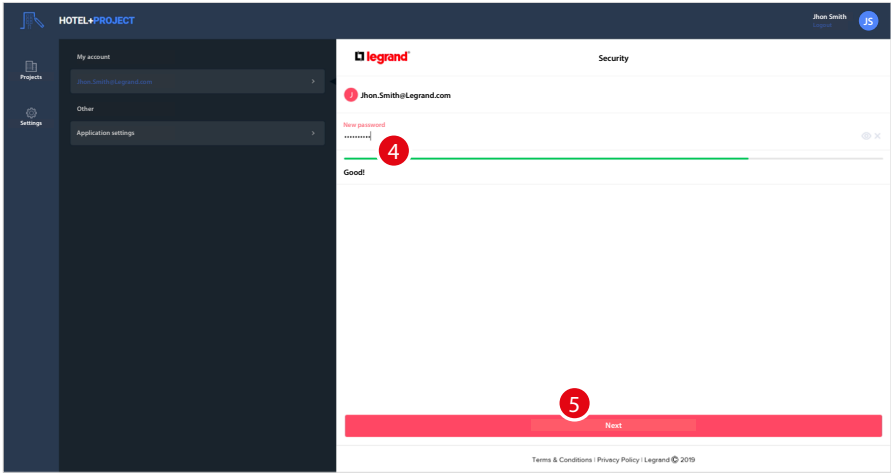 HOTEL+PROJECT
Jhon Smith
Legrand
JS
Projects
Settings
My account
Jhon.Smith@Legrand.com
Other
Application settings
legrand®
Security
J Jhon.Smith@Legrand.com
New password
4
Good!
5
Next
Terms & Conditions | Privacy Policy | Legrand © 2019